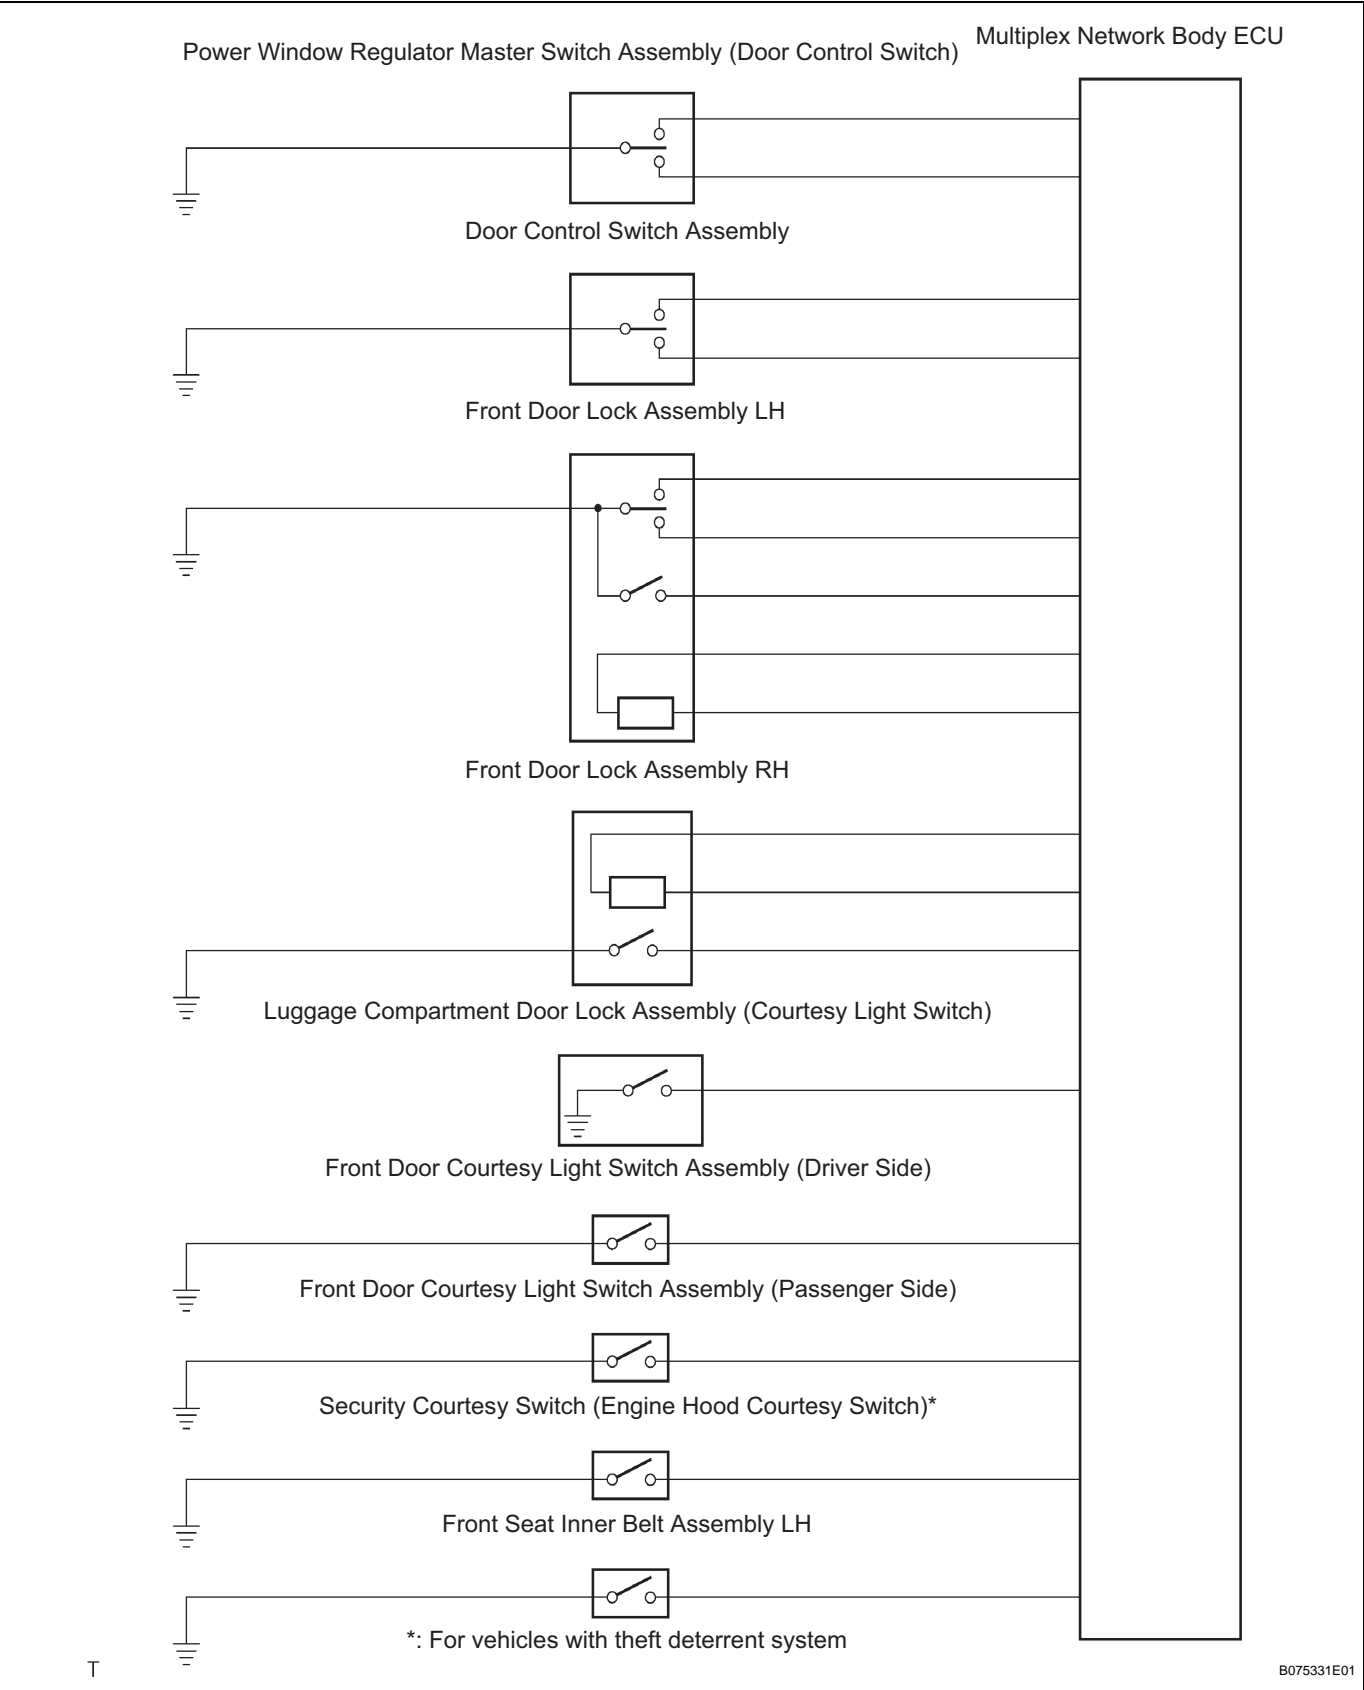 Multiplex Network Body ECU
Power Window Regulator Master Switch Assembly (Door Control Switch)
Door Control Switch Assembly
Front Door Lock Assembly LH
Front Door Lock Assembly RH
Luggage Compartment Door Lock Assembly (Courtesy Light Switch)
Front Door Courtesy Light Switch Assembly (Driver Side)
Front Door Courtesy Light Switch Assembly (Passenger Side)
Security Courtesy Switch (Engine Hood Courtesy Switch)*
Front Seat Inner Belt Assembly LH
*: For vehicles with theft deterrent system
T
B075331E01